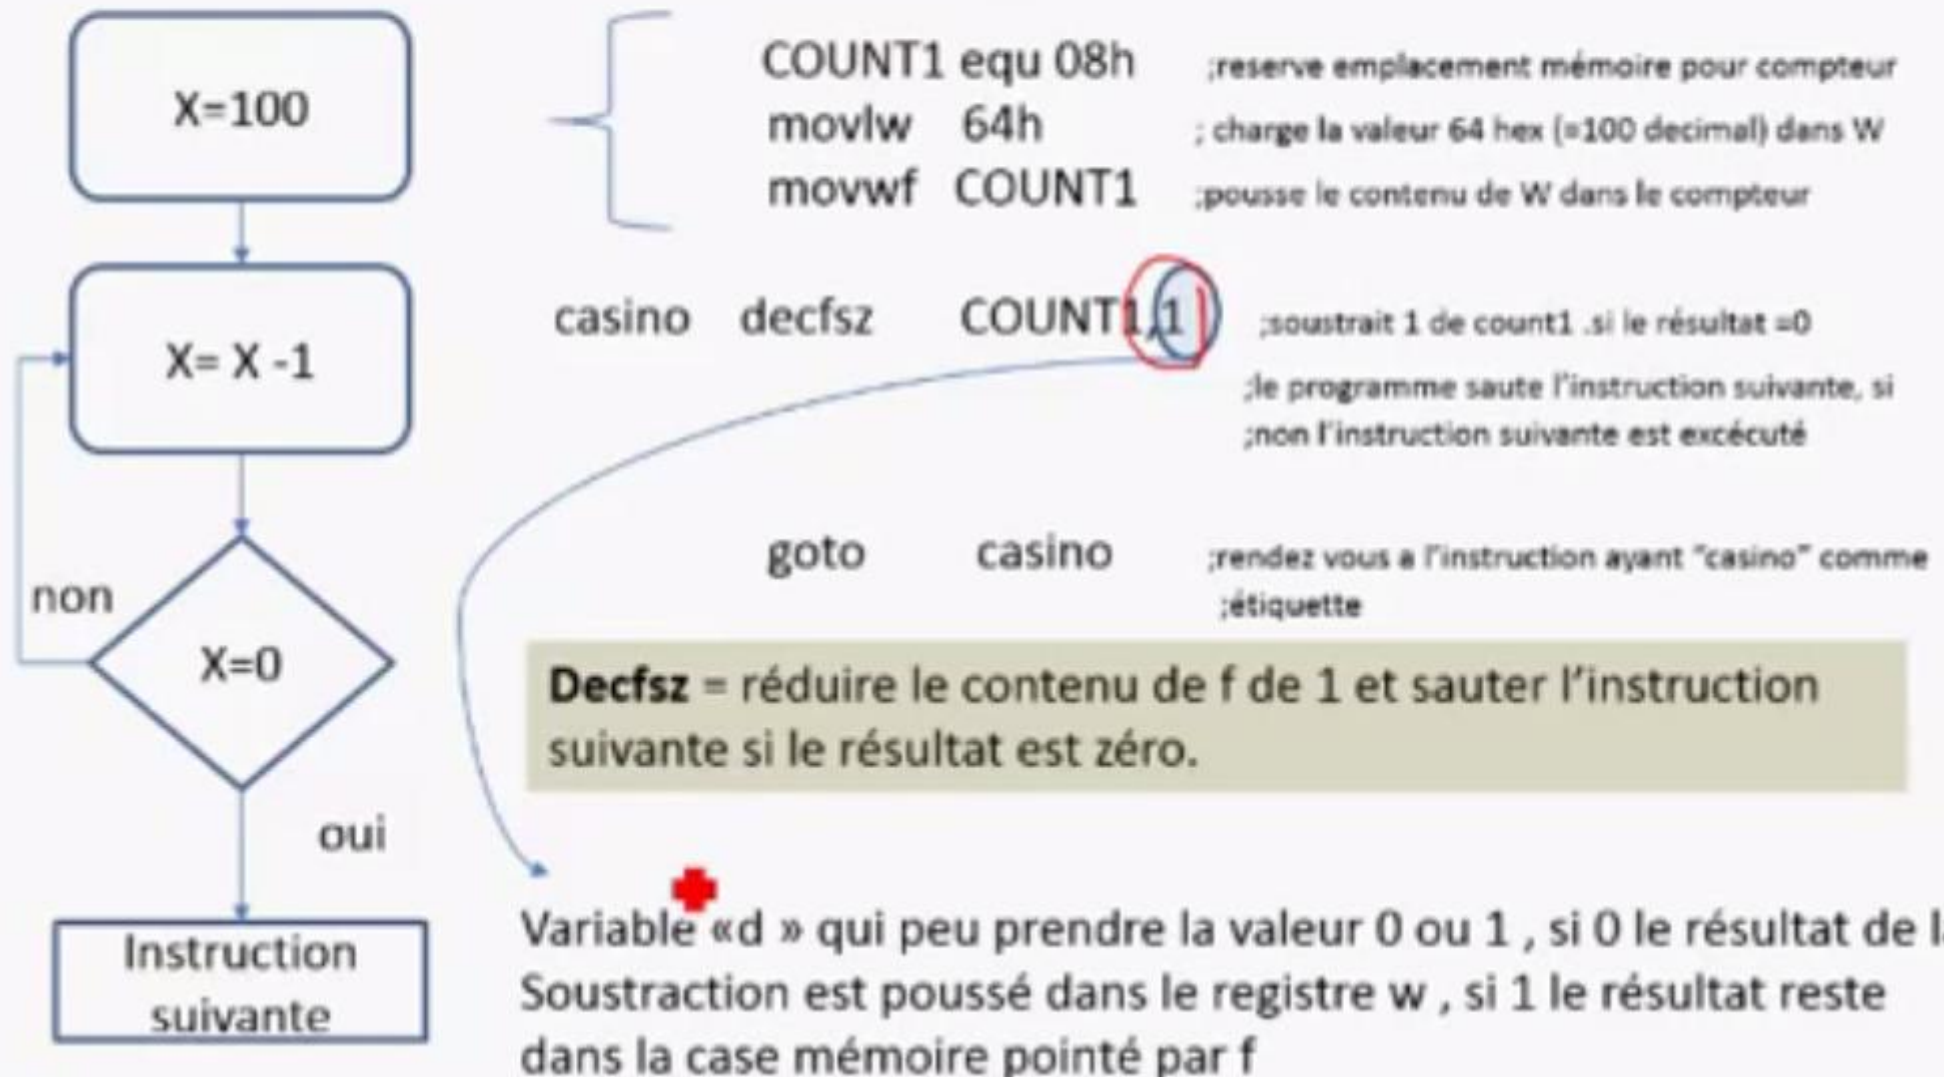 X=100
X= X -1
non
X=0
oui
Instruction
suivante
COUNT1 equ 08h ;reserve emplacement mémoire pour compteur
movlw 64h ; charge la valeur 64 hex (=100 decimal) dans W
movwf COUNT1 ;pousse le contenu de W dans le compteur
casino decfsz COUNT1,1 ;soustrait 1 de count1 .si le résultat =0
;le programme saute l'instruction suivante, si
;non l'instruction suivante est excécuté
goto casino ;rendez vous a l'instruction ayant "casino" comme
;étiquette
Decfsz = réduire le contenu de f de 1 et sauter l'instruction
suivante si le résultat est zéro.
Variable «d » qui peu prendre la valeur 0 ou 1 , si 0 le résultat de
Soustraction est poussé dans le registre w , si 1 le résultat reste
dans la case mémoire pointé par f